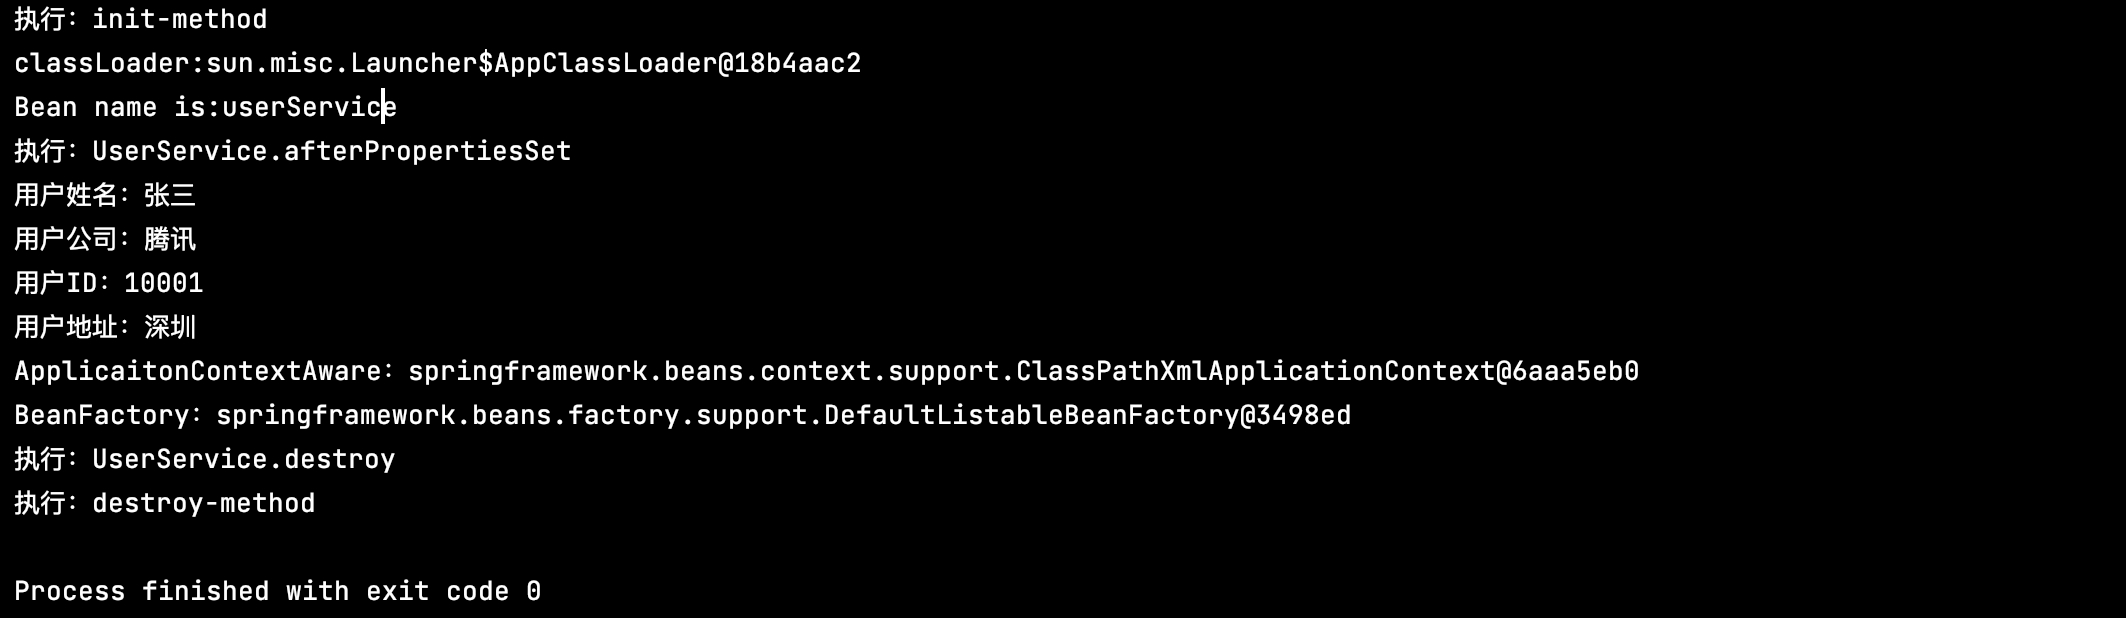 执行：init-method
classLoader:sun.misc.Launcher$AppClassLoader@18b4aac2
Bean name is:userService
执行：UserService.afterPropertiesSet
用户姓名：张三
用户公司：腾讯
用户ID：10001
用户地址：深圳
ApplicaitonContextAware：springframework.beans.context.support.ClassPathXmlApplicationContext@6aaa5eb0
BeanFactory：springframework.beans.factory.support.DefaultListableBeanFactory@3498ed
执行：UserService.destroy
执行：destroy-method
Process finished with exit code 0